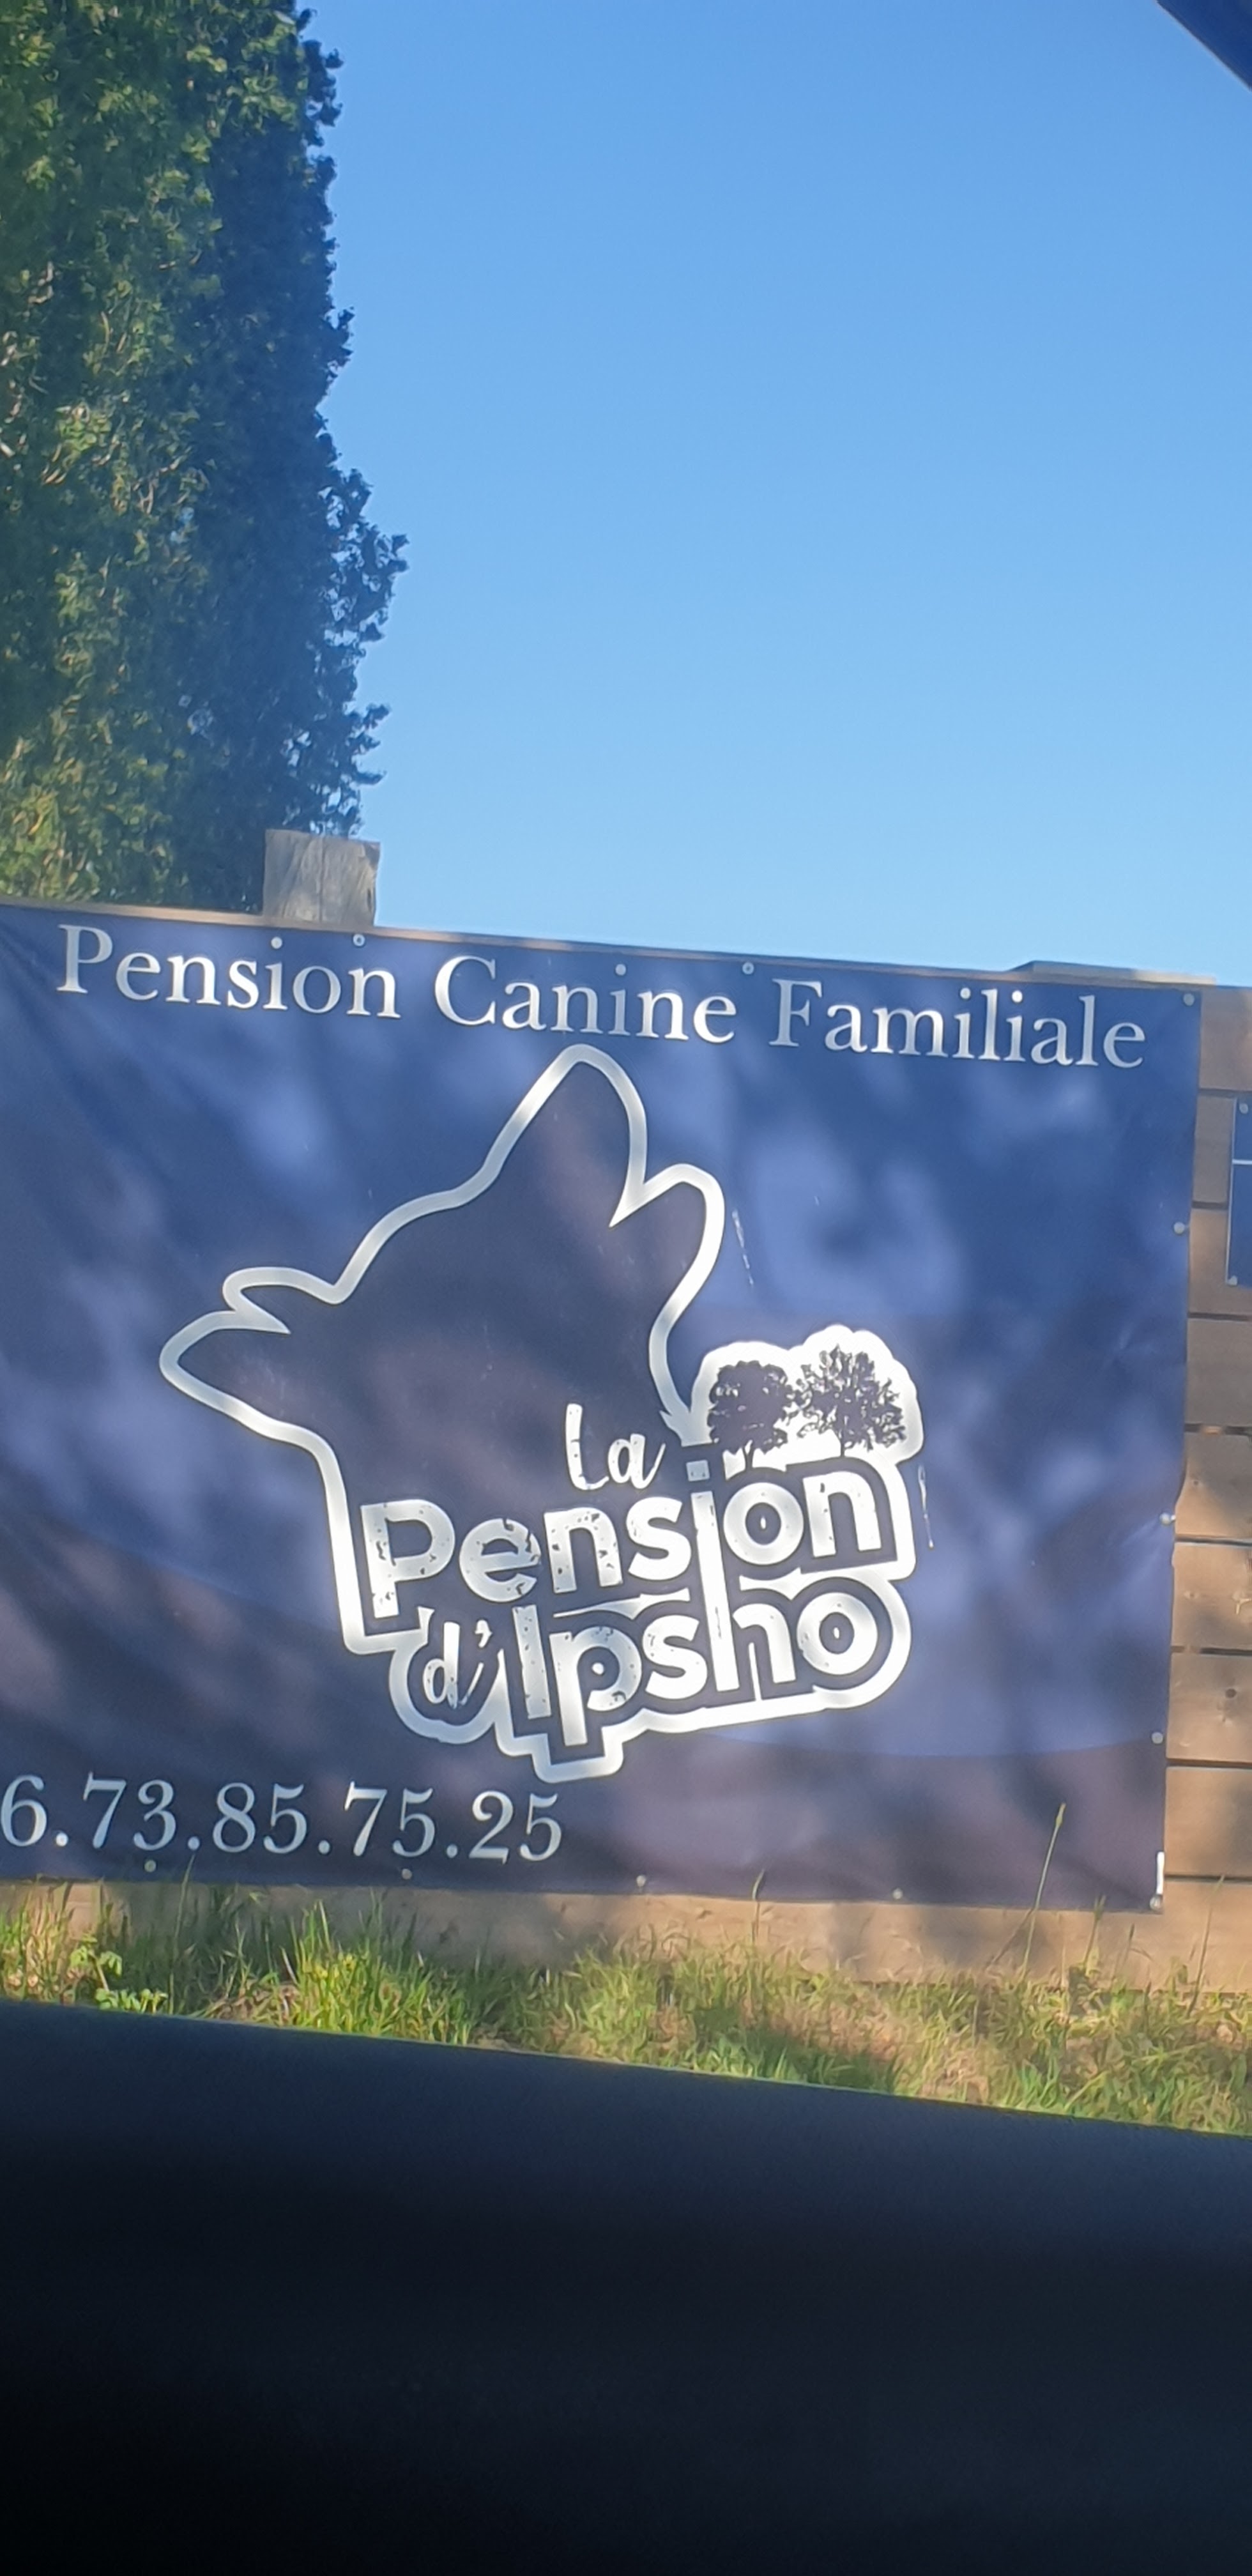 Pension Canine Familiale
La
Pension
d'Ipsho
6.73.85.75.25